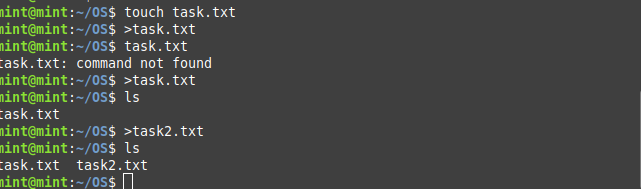 mint@mint:~/OS$ touch task.txt
mint@mint:~/OS$ >task.txt
mint@mint:~/OS$ task.txt
task.txt: command not found
mint@mint:~/OS$ >task.txt
mint@mint:~/OS$ ls
task.txt
mint@mint:~/OS$ >task2.txt
mint@mint:~/OS$ ls
task.txt  task2.txt
mint@mint:~/OS$